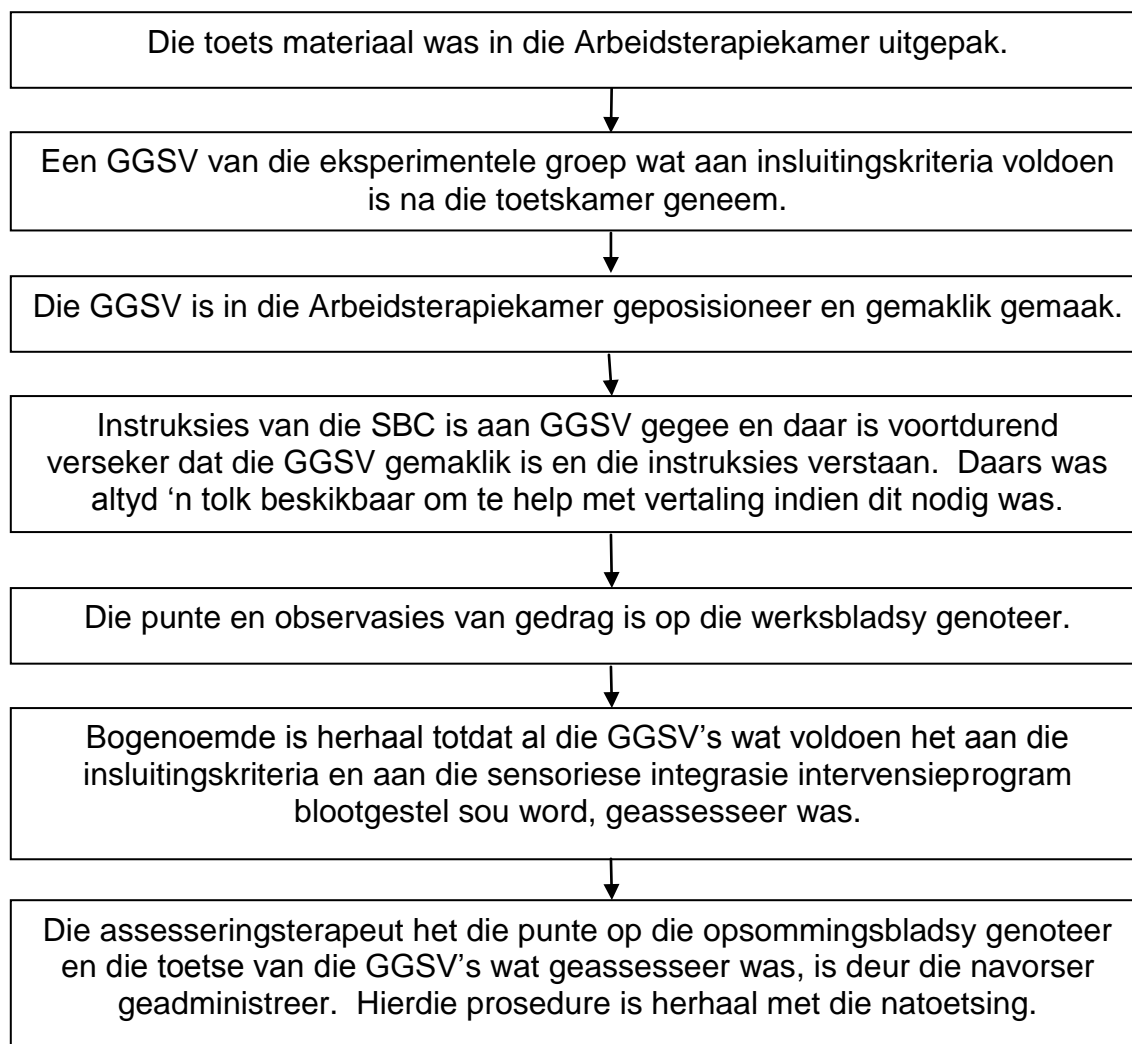 Die toets materiaal was in die Arbeidsterapiekamer uitgepak.
Een GGSV van die eksperimentele groep wat aan insluitingskriteria voldoen
is na die toetskamer geneem.
Die GGSV is in die Arbeidsterapiekamer geposisioneer en gemaklik gemaak.
Instruksies van die SBC is aan GGSV gegee en daar is voortdurend
verseker dat die GGSV gemaklik is en die instruksies verstaan.  Daars was
altyd ‘n tolk beskikbaar om te help met vertaling indien dit nodig was.
Die punte en observasies van gedrag is op die werksbladsy genoteer.
Bogenoemde is herhaal totdat al die GGSV’s wat voldoen het aan die
insluitingskriteria en aan die sensoriese integrasie intervensieprogram
blootgestel sou word, geassesseer was.
Die assesseringsterapeut het die punte op die opsommingsbladsy genoteer
en die toetse van die GGSV’s wat geassesseer was, is deur die navorser
geadministreer.  Hierdie prosedure is herhaal met die natoetsing.